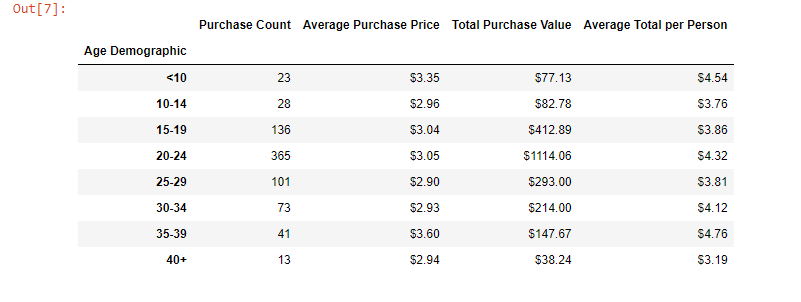 Out[7]:
Purchase Count Average Purchase Price Total Purchase Value Average Total per Person
Age Demographic
<10 23 $3.35 $77.13 $4.54
10-14 28 $2.96 $82.78 $3.76
15-19 136 $3.04 $412.89 $3.86
20-24 365 $3.05 $1114.06 $4.32
25-29 101 $2.90 $293.00 $3.81
30-34 73 $2.93 $214.00 $4.12
35-39 41 $3.60 $147.67 $4.76
40+ 13 $2.94 $38.24 $3.19